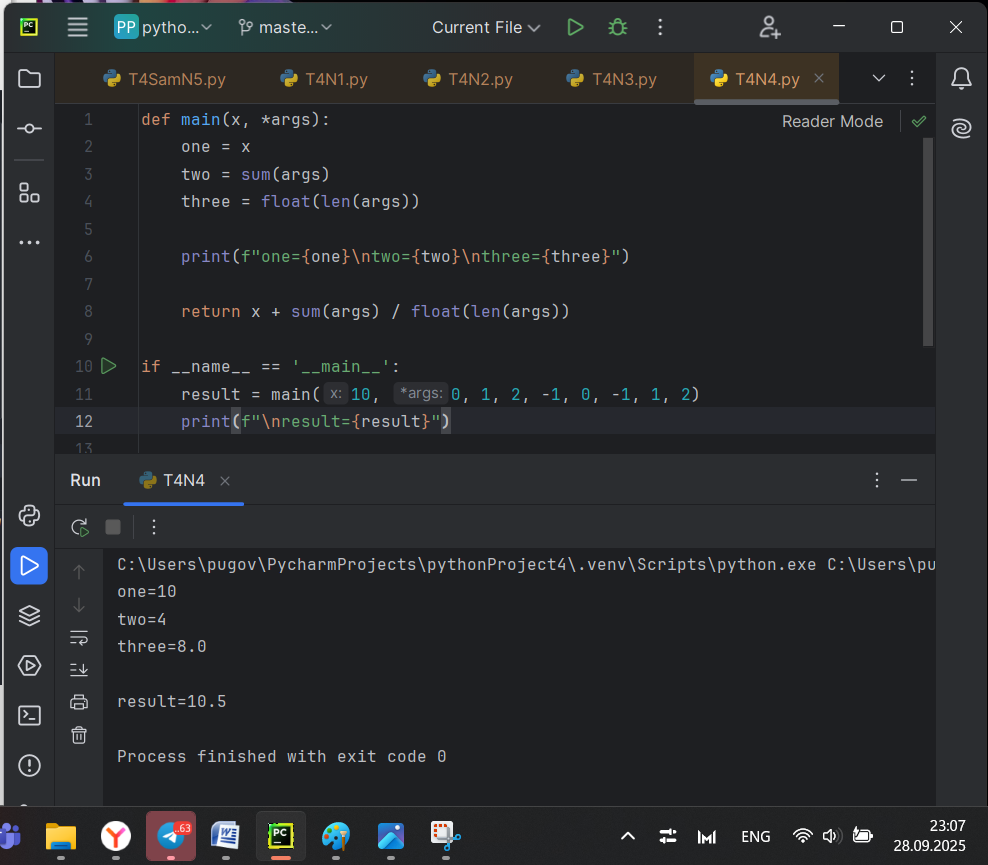 PC
PP pytho...
maste...
Current File
T4SamN5.py
T4N1.py
T4N2.py
T4N3.py
T4N4.py
Reader Mode
1 def main(x, *args):
2     one = x
3     two = sum(args)
4     three = float(len(args))
5
6     print(f"one={one}\ntwo={two}\nthree={three}")
7
8     return x + sum(args) / float(len(args))
9
10 if __name__ == '__main__':
11     result = main( x: 10, *args: 0, 1, 2, -1, 0, -1, 1, 2)
12     print(f"\nresult={result}")
13
Run
T4N4
C:\Users\pugov\PycharmProjects\pythonProject4\.venv\Scripts\python.exe C:\Users\pu
one=10
two=4
three=8.0
result=10.5
Process finished with exit code 0
..63
PC
ENG
23:07
28.09.2025